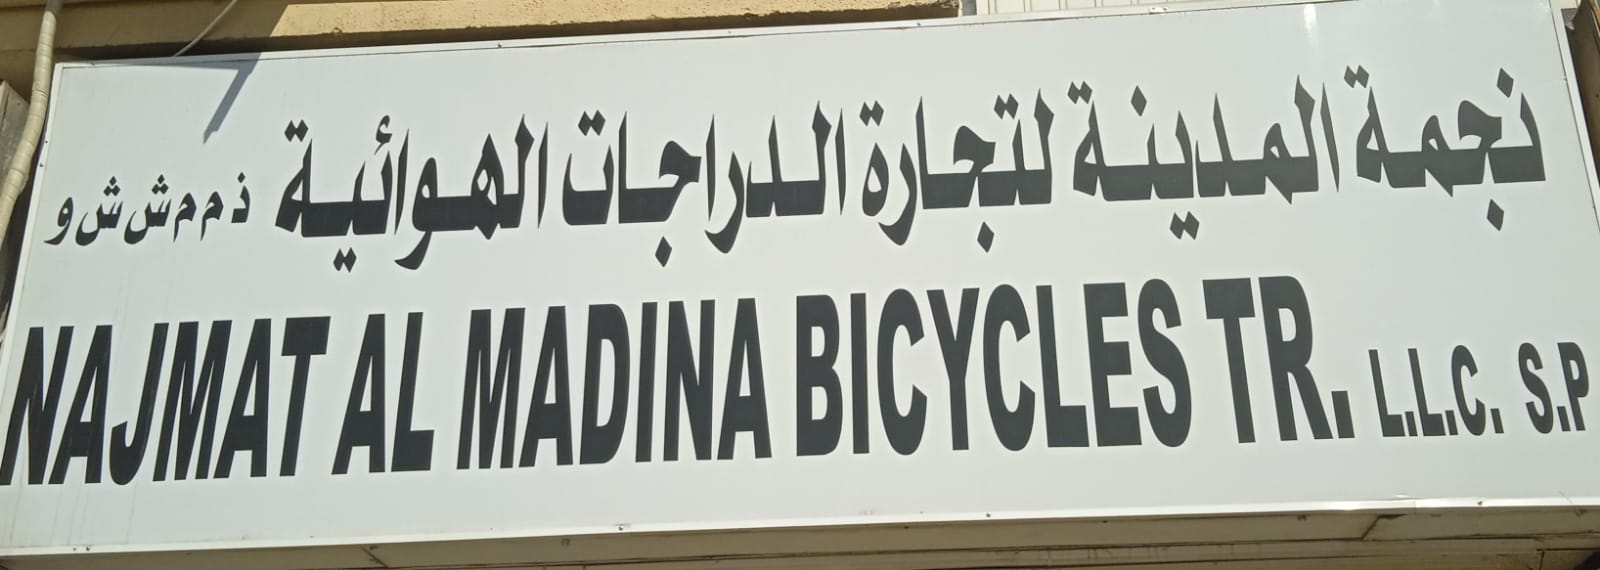 نجمة المدينة لتجارة الدراجات الهوائية ذ م م ش ش و
NAJMAT AL MADINA BICYCLES TR. L.L.C. S.P